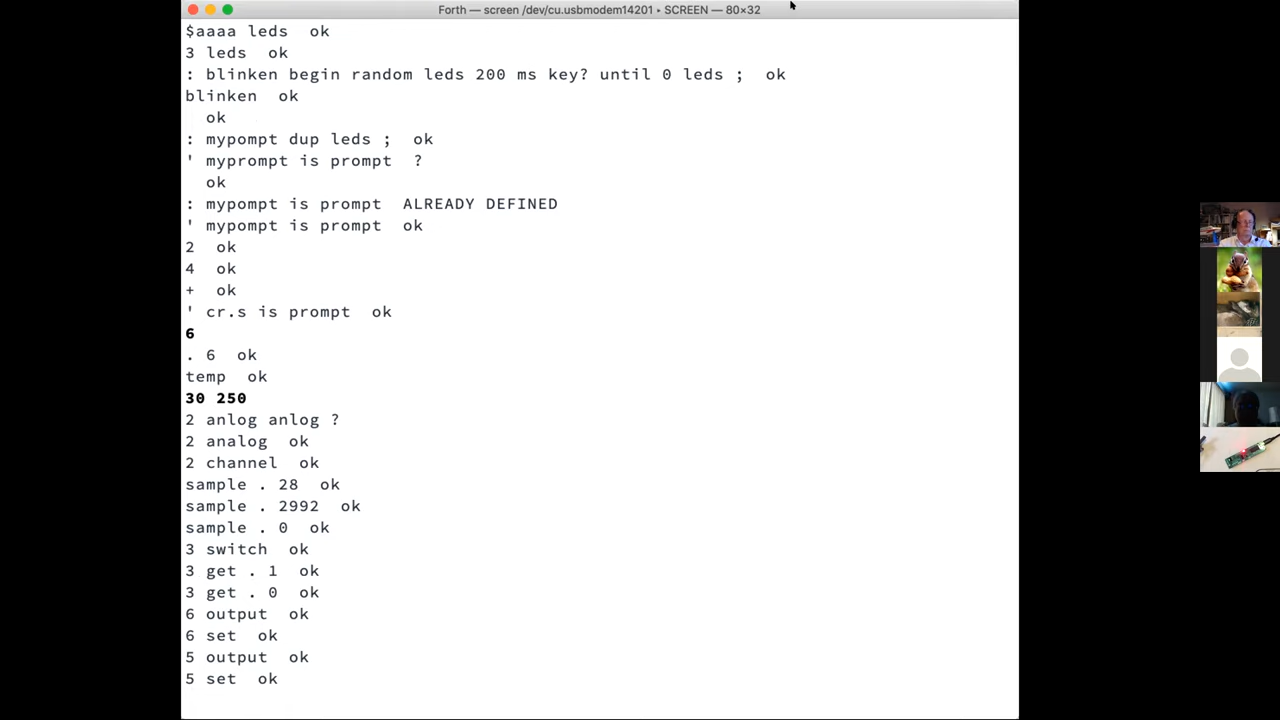 Forth — screen /dev/cu.usbmodem14201 • SCREEN — 80×32
$aaaa leds  ok
3 leds  ok
: blinken begin random leds 200 ms key? until 0 leds ;  ok
blinken  ok
ok
: mypompt dup leds ;  ok
' myprompt is prompt  ?
ok
: mypompt is prompt  ALREADY DEFINED
' mypompt is prompt  ok
2  ok
4  ok
+  ok
' cr.s is prompt  ok
6
. 6  ok
temp  ok
30 250
2 anlog anlog ?
2 analog  ok
2 channel  ok
sample . 28  ok
sample . 2992  ok
sample . 0  ok
3 switch  ok
3 get . 1  ok
3 get . 0  ok
6 output  ok
6 set  ok
5 output  ok
5 set  ok